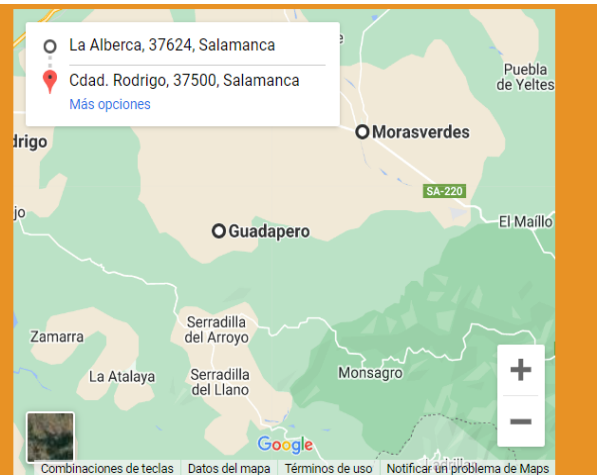 La Alberca, 37624, Salamanca
Cdad. Rodrigo, 37500, Salamanca
Más opciones
Puebla
de Yeltes
Morasverdes
drigo
SA-220
jo
El Maíllo
Guadapero
Serradilla
del Arroyo
Zamarra
La Atalaya
Serradilla
del Llano
Monsagro
+
−
Google
Combinaciones de teclas
Datos del mapa
Términos de uso
Notificar un problema de Maps